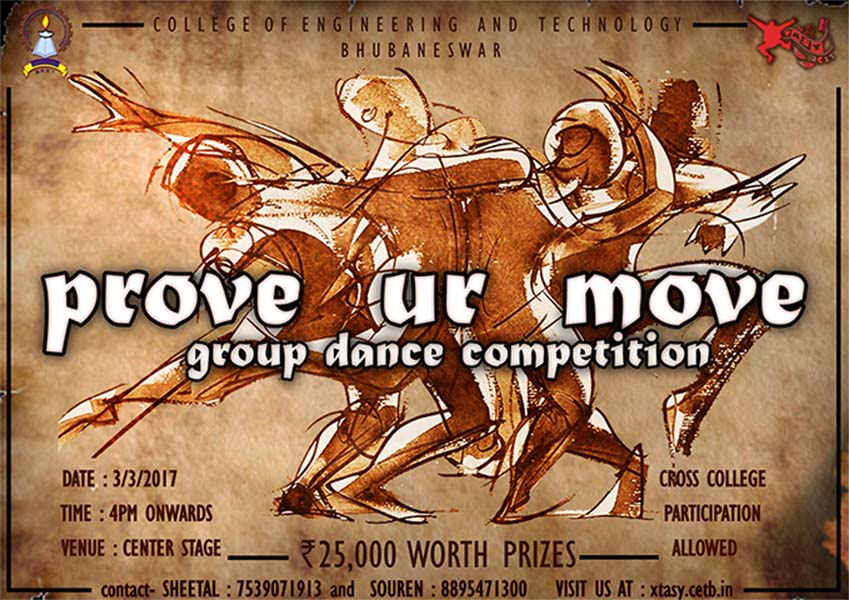 COLLEGE OF ENGINEERING AND TECHNOLOGY
BHUBANESWAR
XTASY
2017
prove ur move
group dance competition
DATE : 3/3/2017
TIME : 4PM ONWARDS
VENUE : CENTER STAGE
CROSS COLLEGE
PARTICIPATION
ALLOWED
₹25,000 WORTH PRIZES
contact- SHEETAL : 7539071913 and SOUREN : 8895471300 VISIT US AT : xtasy.cetb.in